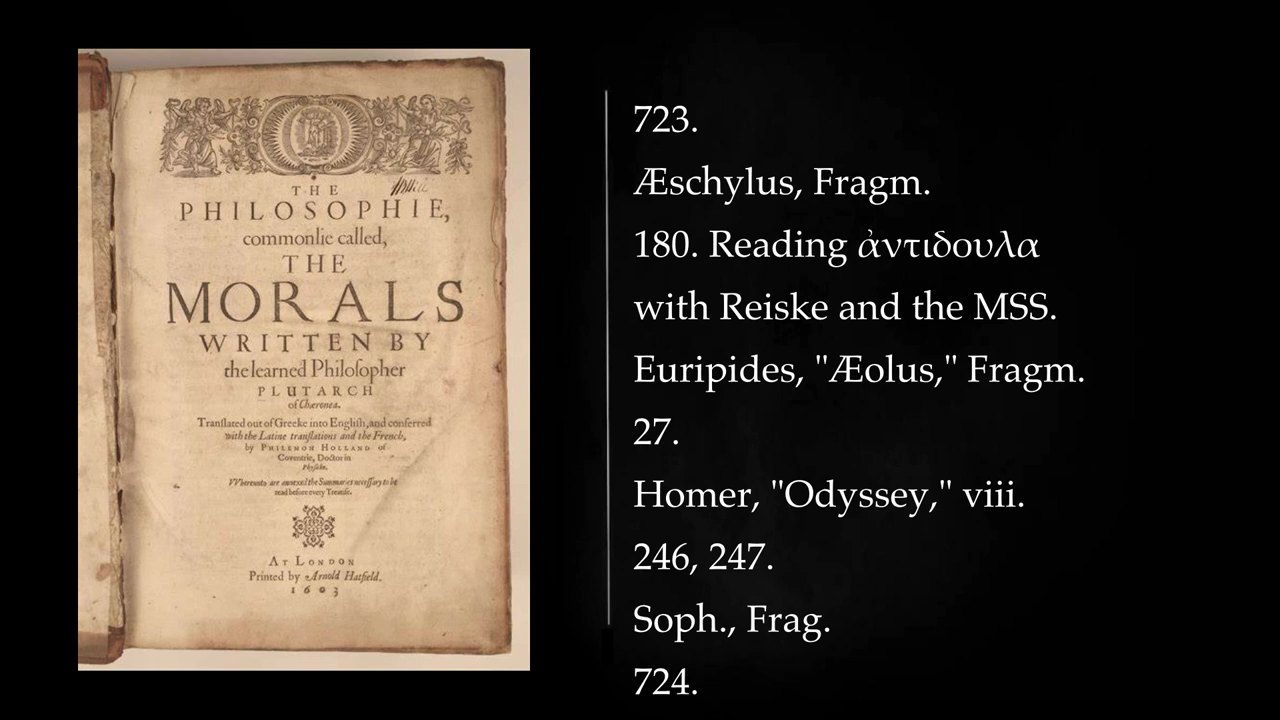 THE
PHILOSOPHIE,
commonlie called,
THE
MORALS
WRITTEN BY
the learned Philosopher
PLUTARCH
of Chæronea.
Translated out of Greeke into English, and conferred
with the Latine translations and the French,
by PHILEMON HOLLAND of
Coventrie, Doctor in
Physicke.
VVhereunto are annexed the Summaries necessary to be
read before every Treatise.
AT LONDON
Printed by Arnold Hatfield.
1603
723.
Æschylus, Fragm.
180. Reading ἀντιδουλα
with Reiske and the MSS.
Euripides, "Æolus," Fragm.
27.
Homer, "Odyssey," viii.
246, 247.
Soph., Frag.
724.